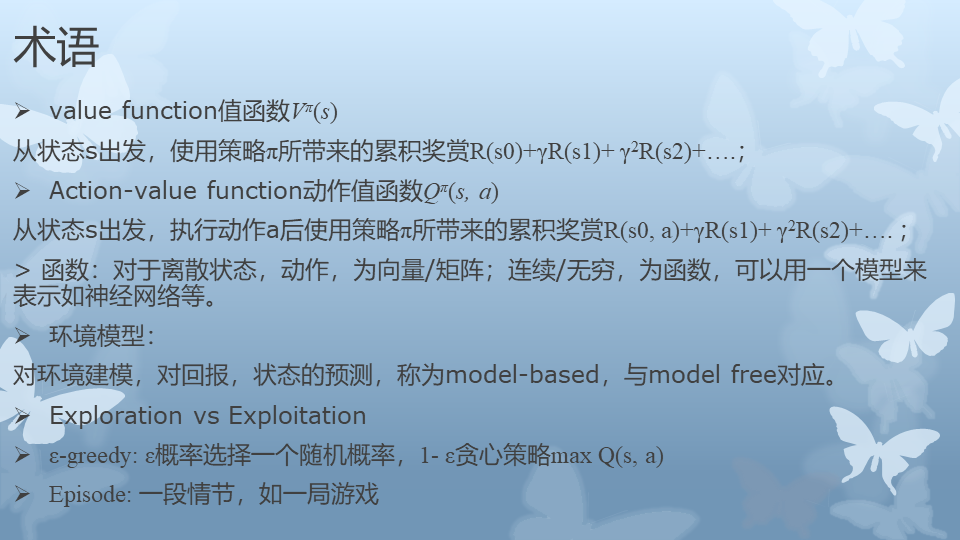 术语
➢ value function值函数Vπ(s)
从状态s出发，使用策略π所带来的累积奖赏R(s0)+γR(s1)+ γ2R(s2)+….；
➢ Action-value function动作值函数Qπ(s, a)
从状态s出发，执行动作a后使用策略π所带来的累积奖赏R(s0, a)+γR(s1)+ γ2R(s2)+…. ；
> 函数：对于离散状态，动作，为向量/矩阵；连续/无穷，为函数，可以用一个模型来
表示如神经网络等。
➢ 环境模型：
对环境建模，对回报，状态的预测，称为model-based，与model free对应。
➢ Exploration vs Exploitation
➢ ε-greedy: ε概率选择一个随机概率，1- ε贪心策略max Q(s, a)
➢ Episode: 一段情节，如一局游戏